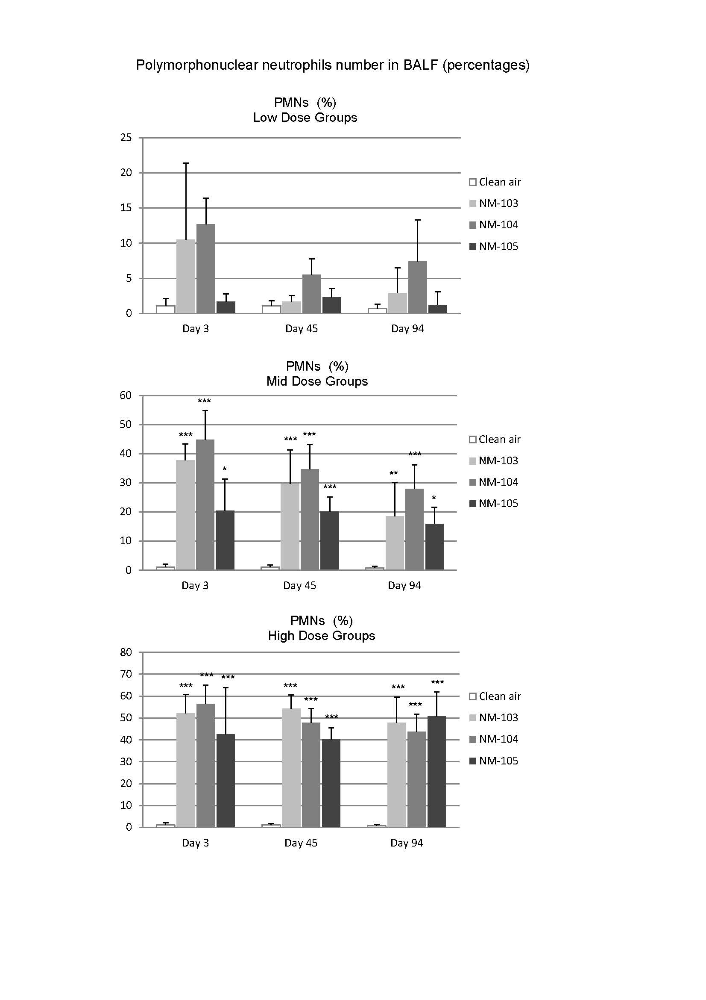 Polymorphonuclear neutrophils number in BALF (percentages)
PMNs (%)
Low Dose Groups
25
20
15
10
5
0
Day 3 Day 45 Day 94
Clean air
NM-103
NM-104
NM-105
PMNs (%)
Mid Dose Groups
60
50
40
30
20
10
0
*** *** *
*** *** ***
** *** *
Day 3 Day 45 Day 94
Clean air
NM-103
NM-104
NM-105
PMNs (%)
High Dose Groups
80
70
60
50
40
30
20
10
0
*** *** ***
*** *** ***
*** *** ***
Day 3 Day 45 Day 94
Clean air
NM-103
NM-104
NM-105